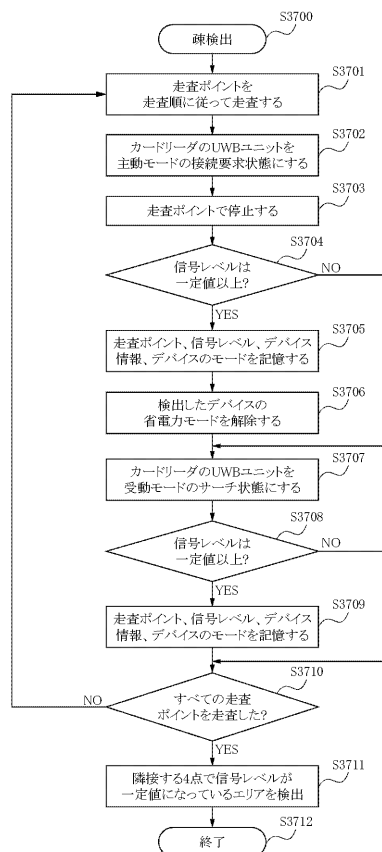 S3700
疎検出
S3701
走査ポイントを
走査順に従って走査する
S3702
カードリーダのUWBユニットを
主動モードの接続要求状態にする
S3703
走査ポイントで停止する
S3704
信号レベルは
一定値以上?
NO
YES
S3705
走査ポイント、信号レベル、デバイス
情報、デバイスのモードを記憶する
S3706
検出したデバイスの
省電力モードを解除する
S3707
カードリーダのUWBユニットを
受動モードのサーチ状態にする
S3708
信号レベルは
一定値以上?
NO
YES
S3709
走査ポイント、信号レベル、デバイス
情報、デバイスのモードを記憶する
S3710
NO
すべての走査
ポイントを走査した?
YES
S3711
隣接する4点で信号レベルが
一定値になっているエリアを検出
S3712
終了